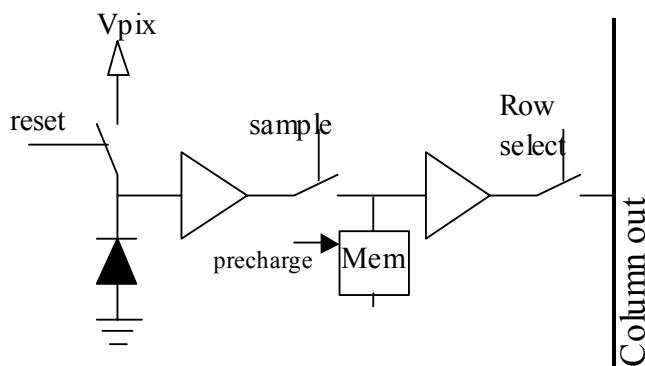 Vpix
reset
sample
Row
select
precharge
Mem
Column out